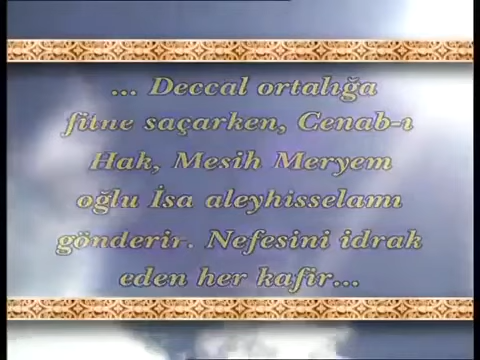 ... Deccal ortalığa
fitne saçarken, Cenab-ı
Hak, Mesih Meryem
oğlu İsa aleyhisselamı
gönderir. Nefesini idrak
eden her kafir...